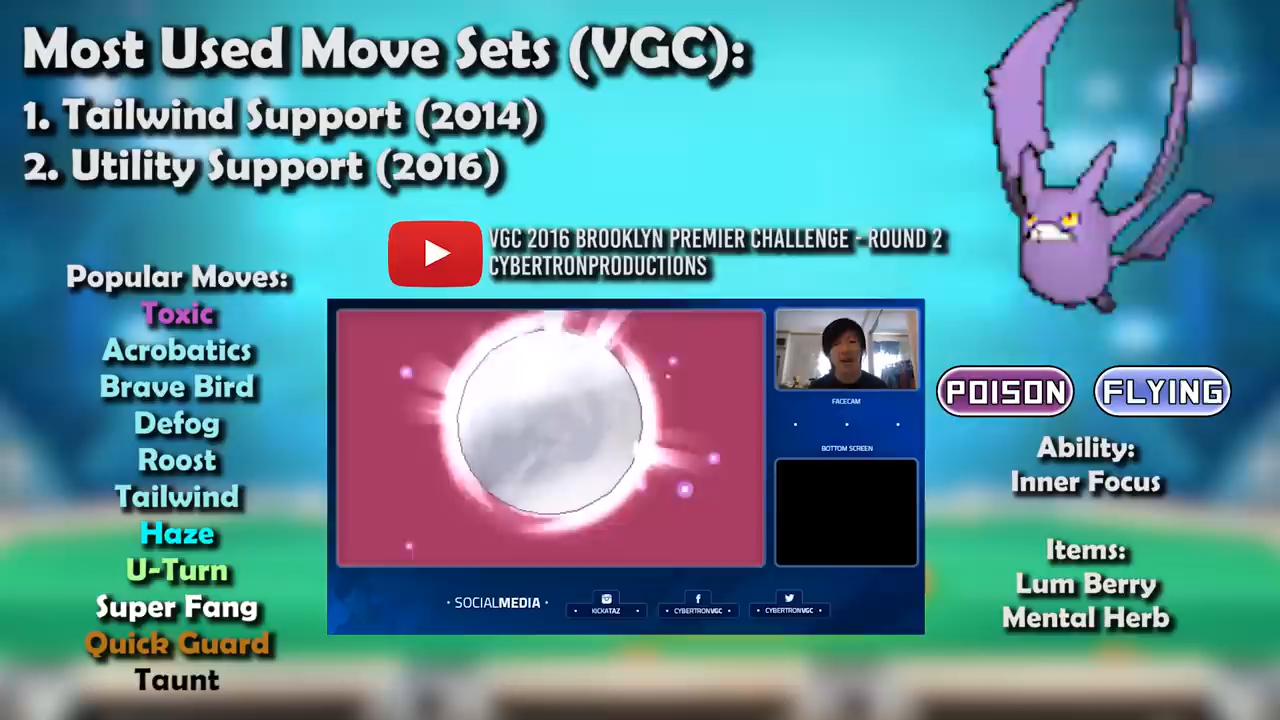 Most Used Move Sets (VGC):
1. Tailwind Support (2014)
2. Utility Support (2016)
VGC 2016 BROOKLYN PREMIER CHALLENGE - ROUND 2
CYBERTRONPRODUCTIONS
Popular Moves:
Toxic
Acrobatics
Brave Bird
Defog
Roost
Tailwind
Haze
U-Turn
Super Fang
Quick Guard
Taunt
FACECAM
BOTTOM SCREEN
• SOCIALMEDIA •
• KICKATAZ •
• CYBERTRONVGC •
• CYBERTRONVGC •
POISON
FLYING
Ability:
Inner Focus
Items:
Lum Berry
Mental Herb